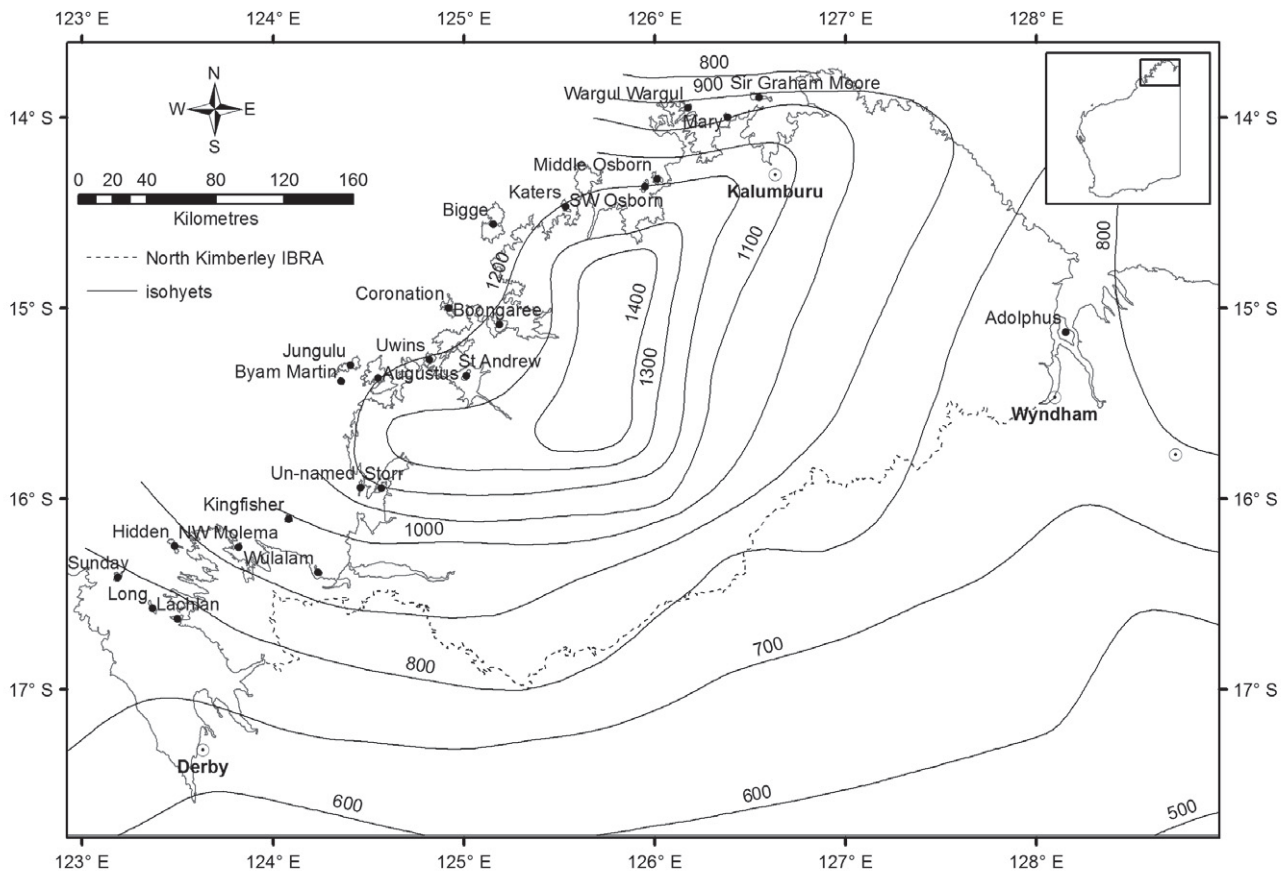 123° E 124° E 125° E 126° E 127° E 128° E
800
900 Sir Graham Moore
Wargul Wargul
N
W E
S
14° S 14° S
Mary
0 20 40 80 120 160
Kilometres
Middle Osborn
Kalumburu
Katers SW Osborn
Bigge
1100
800
North Kimberley IBRA
isohyets
1200
1400
Coronation
Boongaree
15° S 15° S
Adolphus
Uwins
Jungulu
St Andrew
1300
Byam Martin Augustus
Wyndham
Un-named Storr
16° S 16° S
Kingfisher
1000
Hidden NW Molema
Wulalam
Sunday
Long Lachlan
700
800
17° S 17° S
Derby
600 600 500
123° E 124° E 125° E 126° E 127° E 128° E